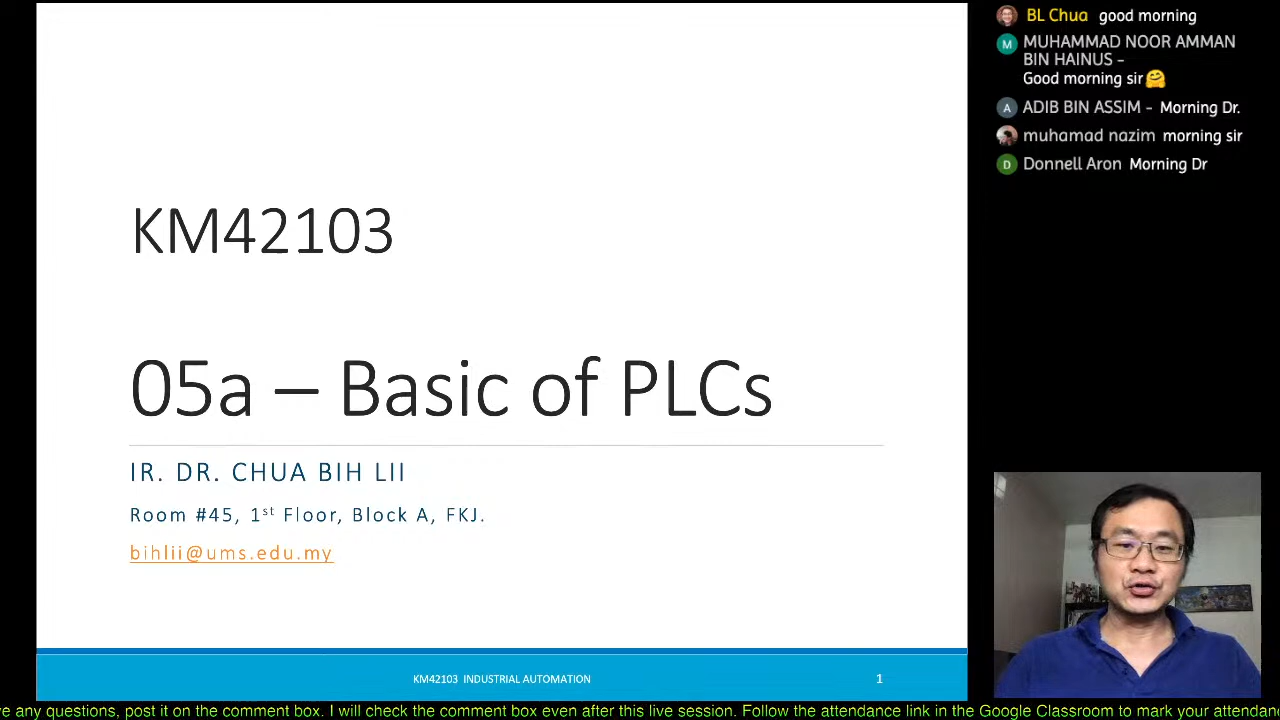 KM42103
05a – Basic of PLCs
IR. DR. CHUA BIH LII
Room #45, 1st Floor, Block A, FKJ.
bihlii@ums.edu.my
KM42103 INDUSTRIAL AUTOMATION
1
BL Chua good morning
M MUHAMMAD NOOR AMMAN
BIN HAINUS -
Good morning sir🤗
A ADIB BIN ASSIM - Morning Dr.
muhamad nazim morning sir
D Donnell Aron Morning Dr
ve any questions, post it on the comment box. I will check the comment box even after this live session. Follow the attendance link in the Google Classroom to mark your attendan